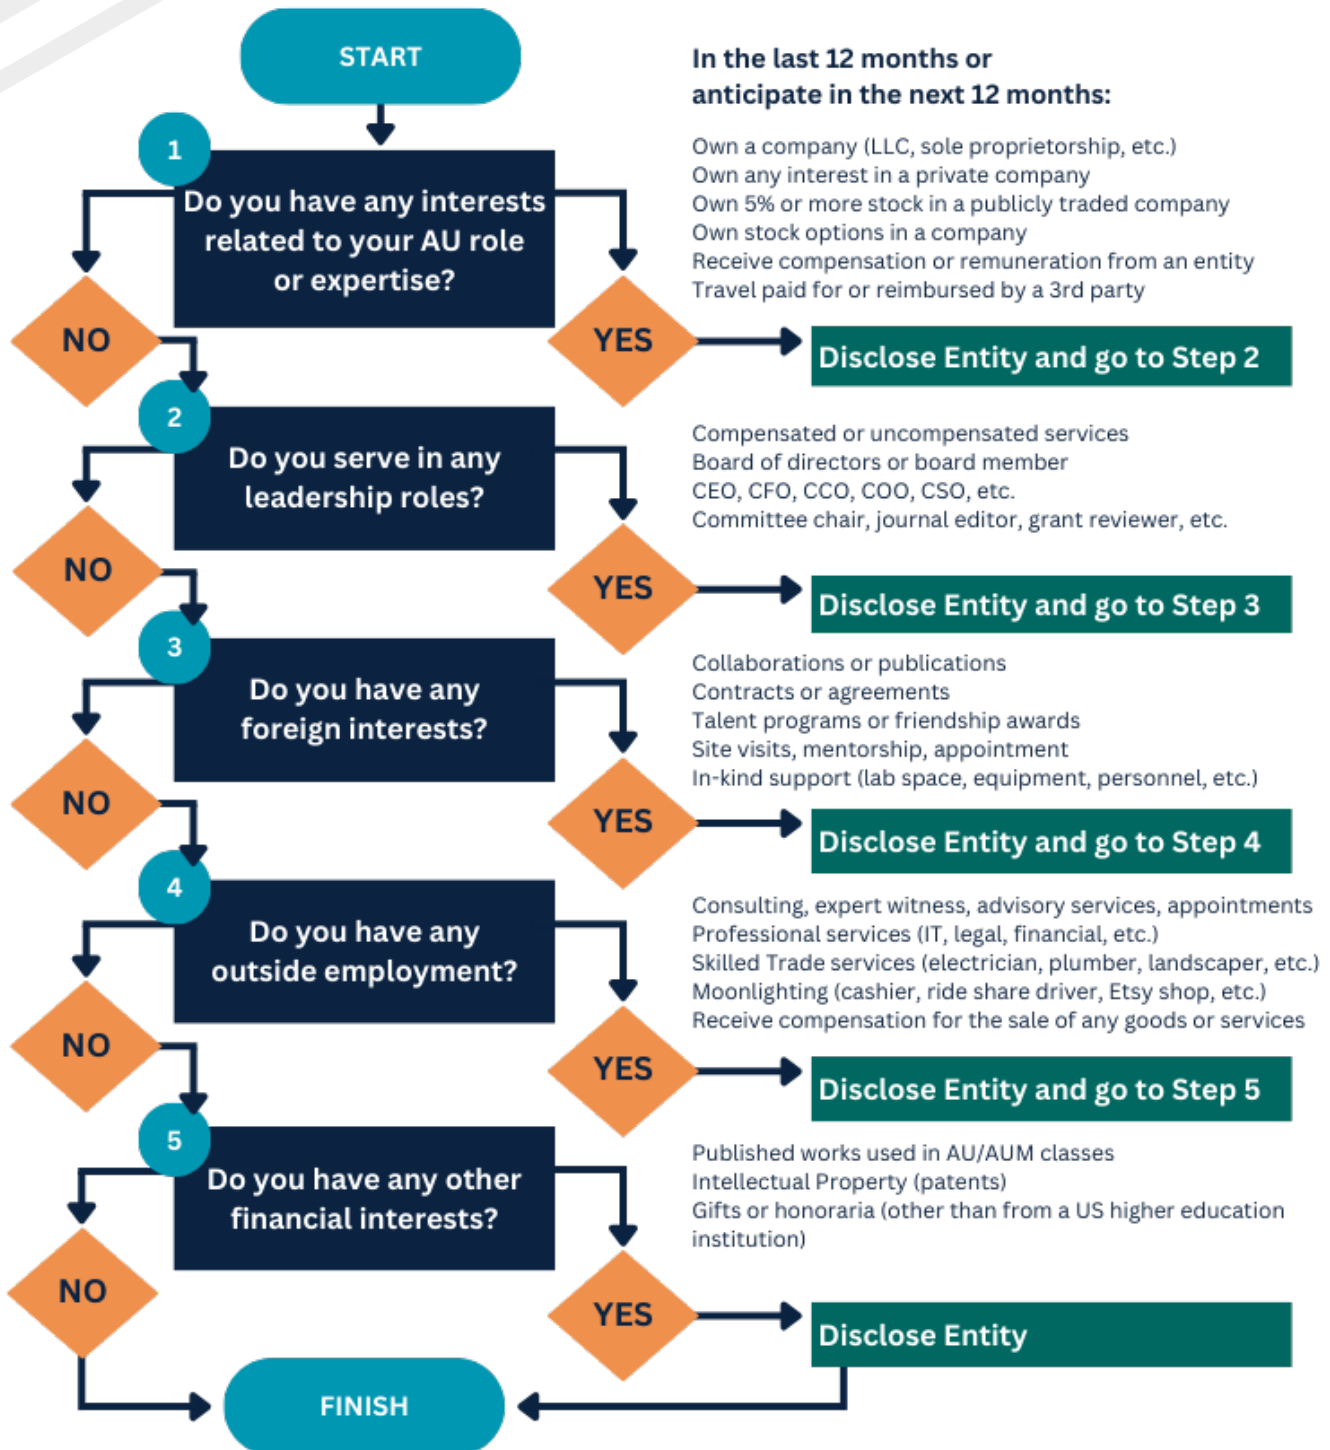 START
In the last 12 months or
anticipate in the next 12 months:
1
Do you have any interests
related to your AU role
or expertise?
Own a company (LLC, sole proprietorship, etc.)
Own any interest in a private company
Own 5% or more stock in a publicly traded company
Own stock options in a company
Receive compensation or remuneration from an entity
Travel paid for or reimbursed by a 3rd party
NO
YES
Disclose Entity and go to Step 2
2
Do you serve in any
leadership roles?
Compensated or uncompensated services
Board of directors or board member
CEO, CFO, CCO, COO, CSO, etc.
Committee chair, journal editor, grant reviewer, etc.
NO
YES
Disclose Entity and go to Step 3
3
Do you have any
foreign interests?
Collaborations or publications
Contracts or agreements
Talent programs or friendship awards
Site visits, mentorship, appointment
In-kind support (lab space, equipment, personnel, etc.)
NO
YES
Disclose Entity and go to Step 4
4
Do you have any
outside employment?
Consulting, expert witness, advisory services, appointments
Professional services (IT, legal, financial, etc.)
Skilled Trade services (electrician, plumber, landscaper, etc.)
Moonlighting (cashier, ride share driver, Etsy shop, etc.)
Receive compensation for the sale of any goods or services
NO
YES
Disclose Entity and go to Step 5
5
Do you have any other
financial interests?
Published works used in AU/AUM classes
Intellectual Property (patents)
Gifts or honoraria (other than from a US higher education
institution)
NO
YES
Disclose Entity
FINISH